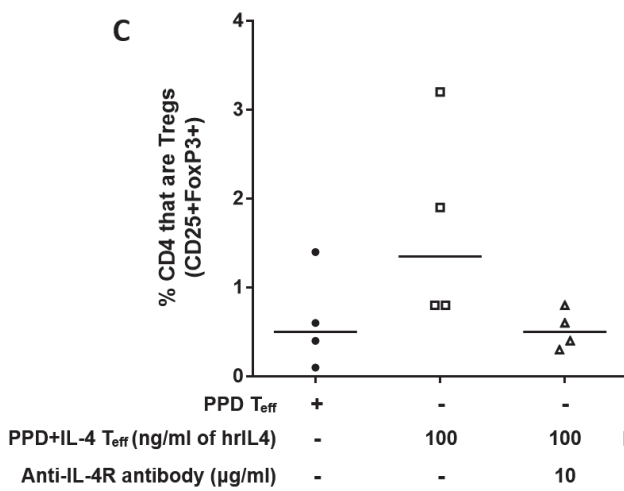 C
% CD4 that are Tregs
(CD25+FoxP3+)
4
3
2
1
0
PPD Teff + - -
PPD+IL-4 Teff (ng/ml of hrIL4) - 100 100
Anti-IL-4R antibody (µg/ml) - - 10